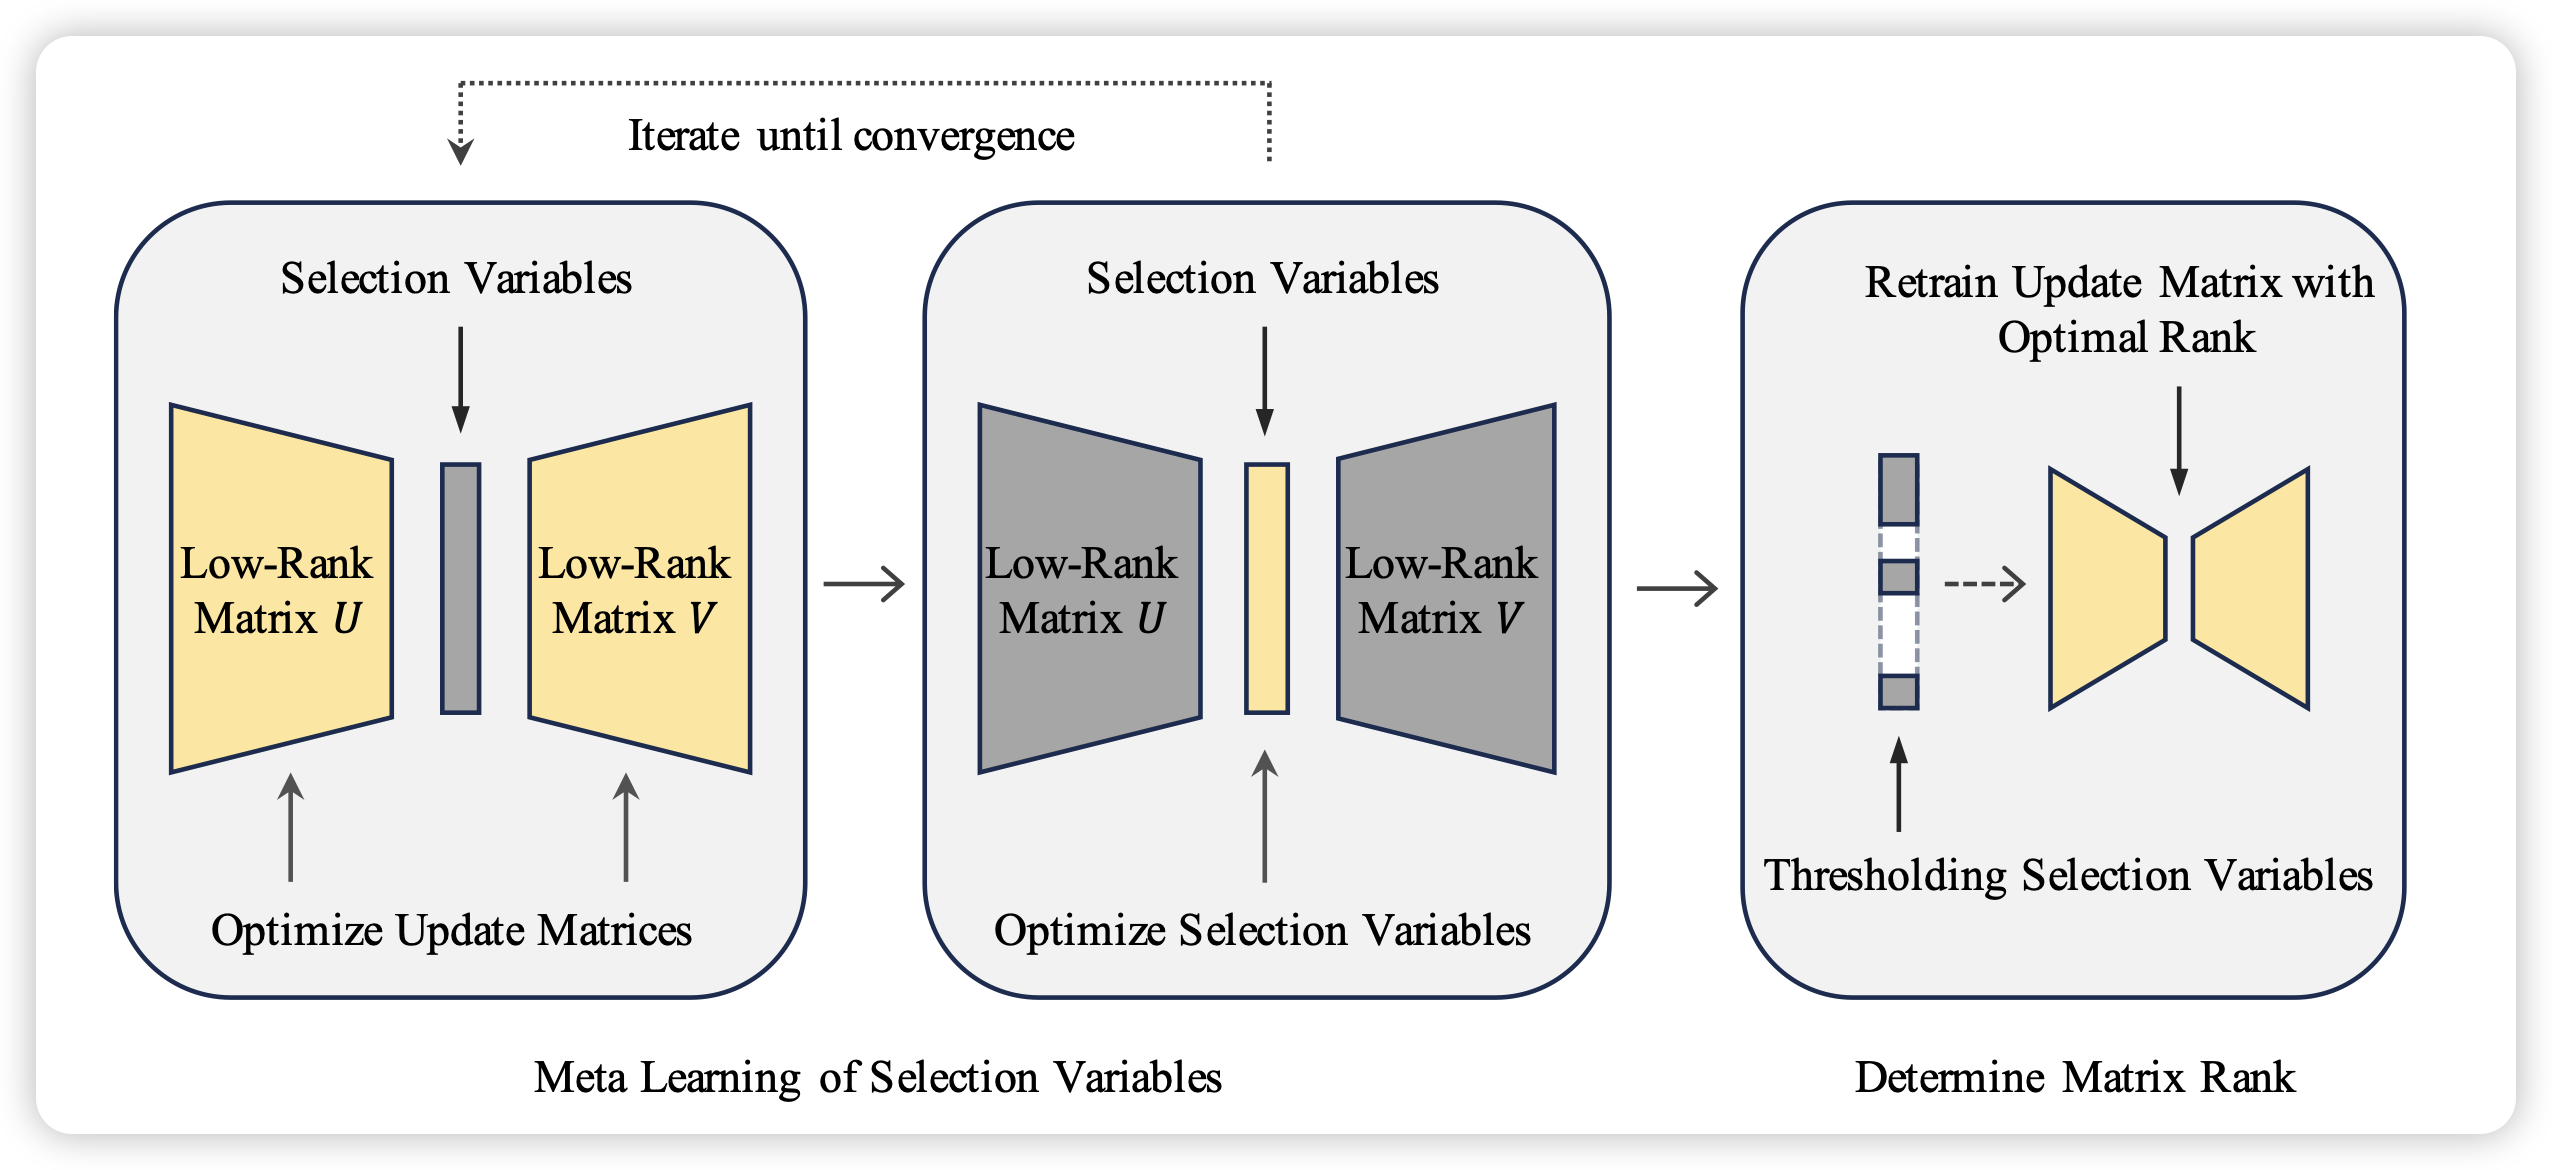 Iterate until convergence
Selection Variables
Low-Rank
Matrix U
Low-Rank
Matrix V
Optimize Update Matrices
Selection Variables
Low-Rank
Matrix U
Low-Rank
Matrix V
Optimize Selection Variables
Retrain Update Matrix with
Optimal Rank
Thresholding Selection Variables
Meta Learning of Selection Variables
Determine Matrix Rank